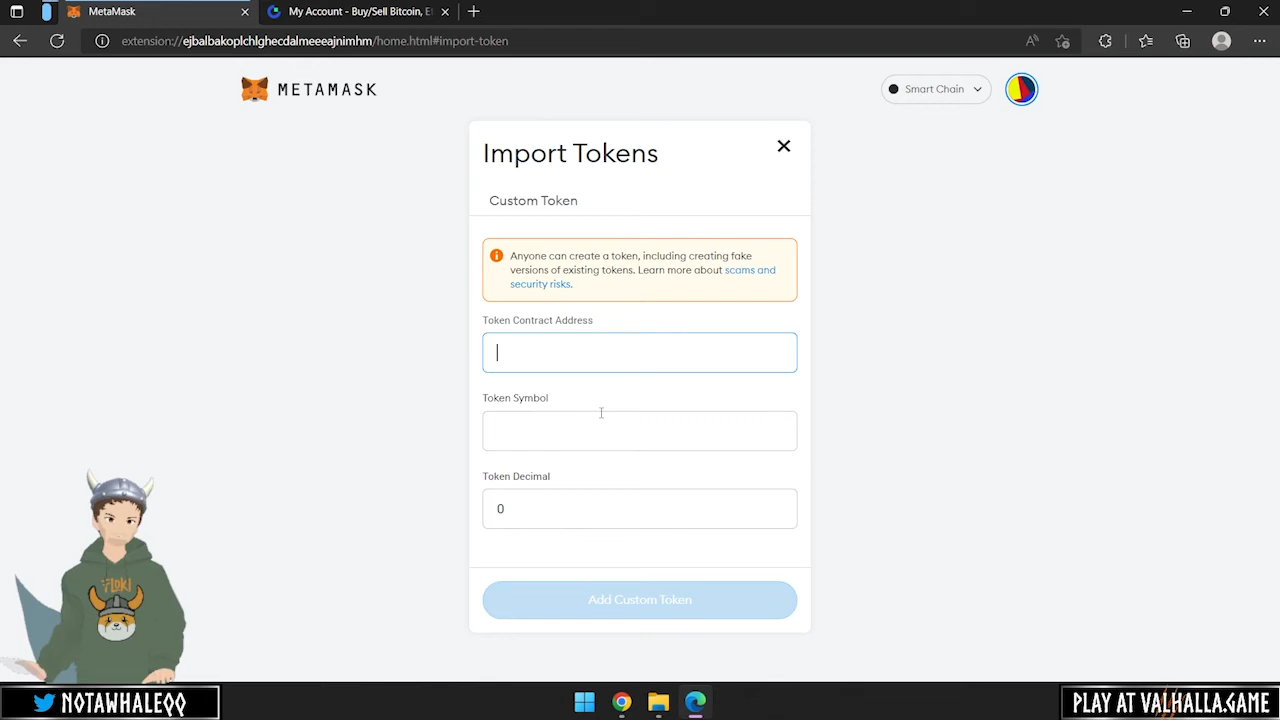 MetaMask
My Account - Buy/Sell Bitcoin, E
extension://ejbalbakoplchlghecdalmeeeajnimhm/home.html#import-token
METAMASK
Smart Chain
Import Tokens
Custom Token
Anyone can create a token, including creating fake
versions of existing tokens. Learn more about scams and
security risks.
Token Contract Address
Token Symbol
Token Decimal
0
Add Custom Token
FLOKI
NOTAWHALEQQ
PLAY AT VALHALLA.GAME